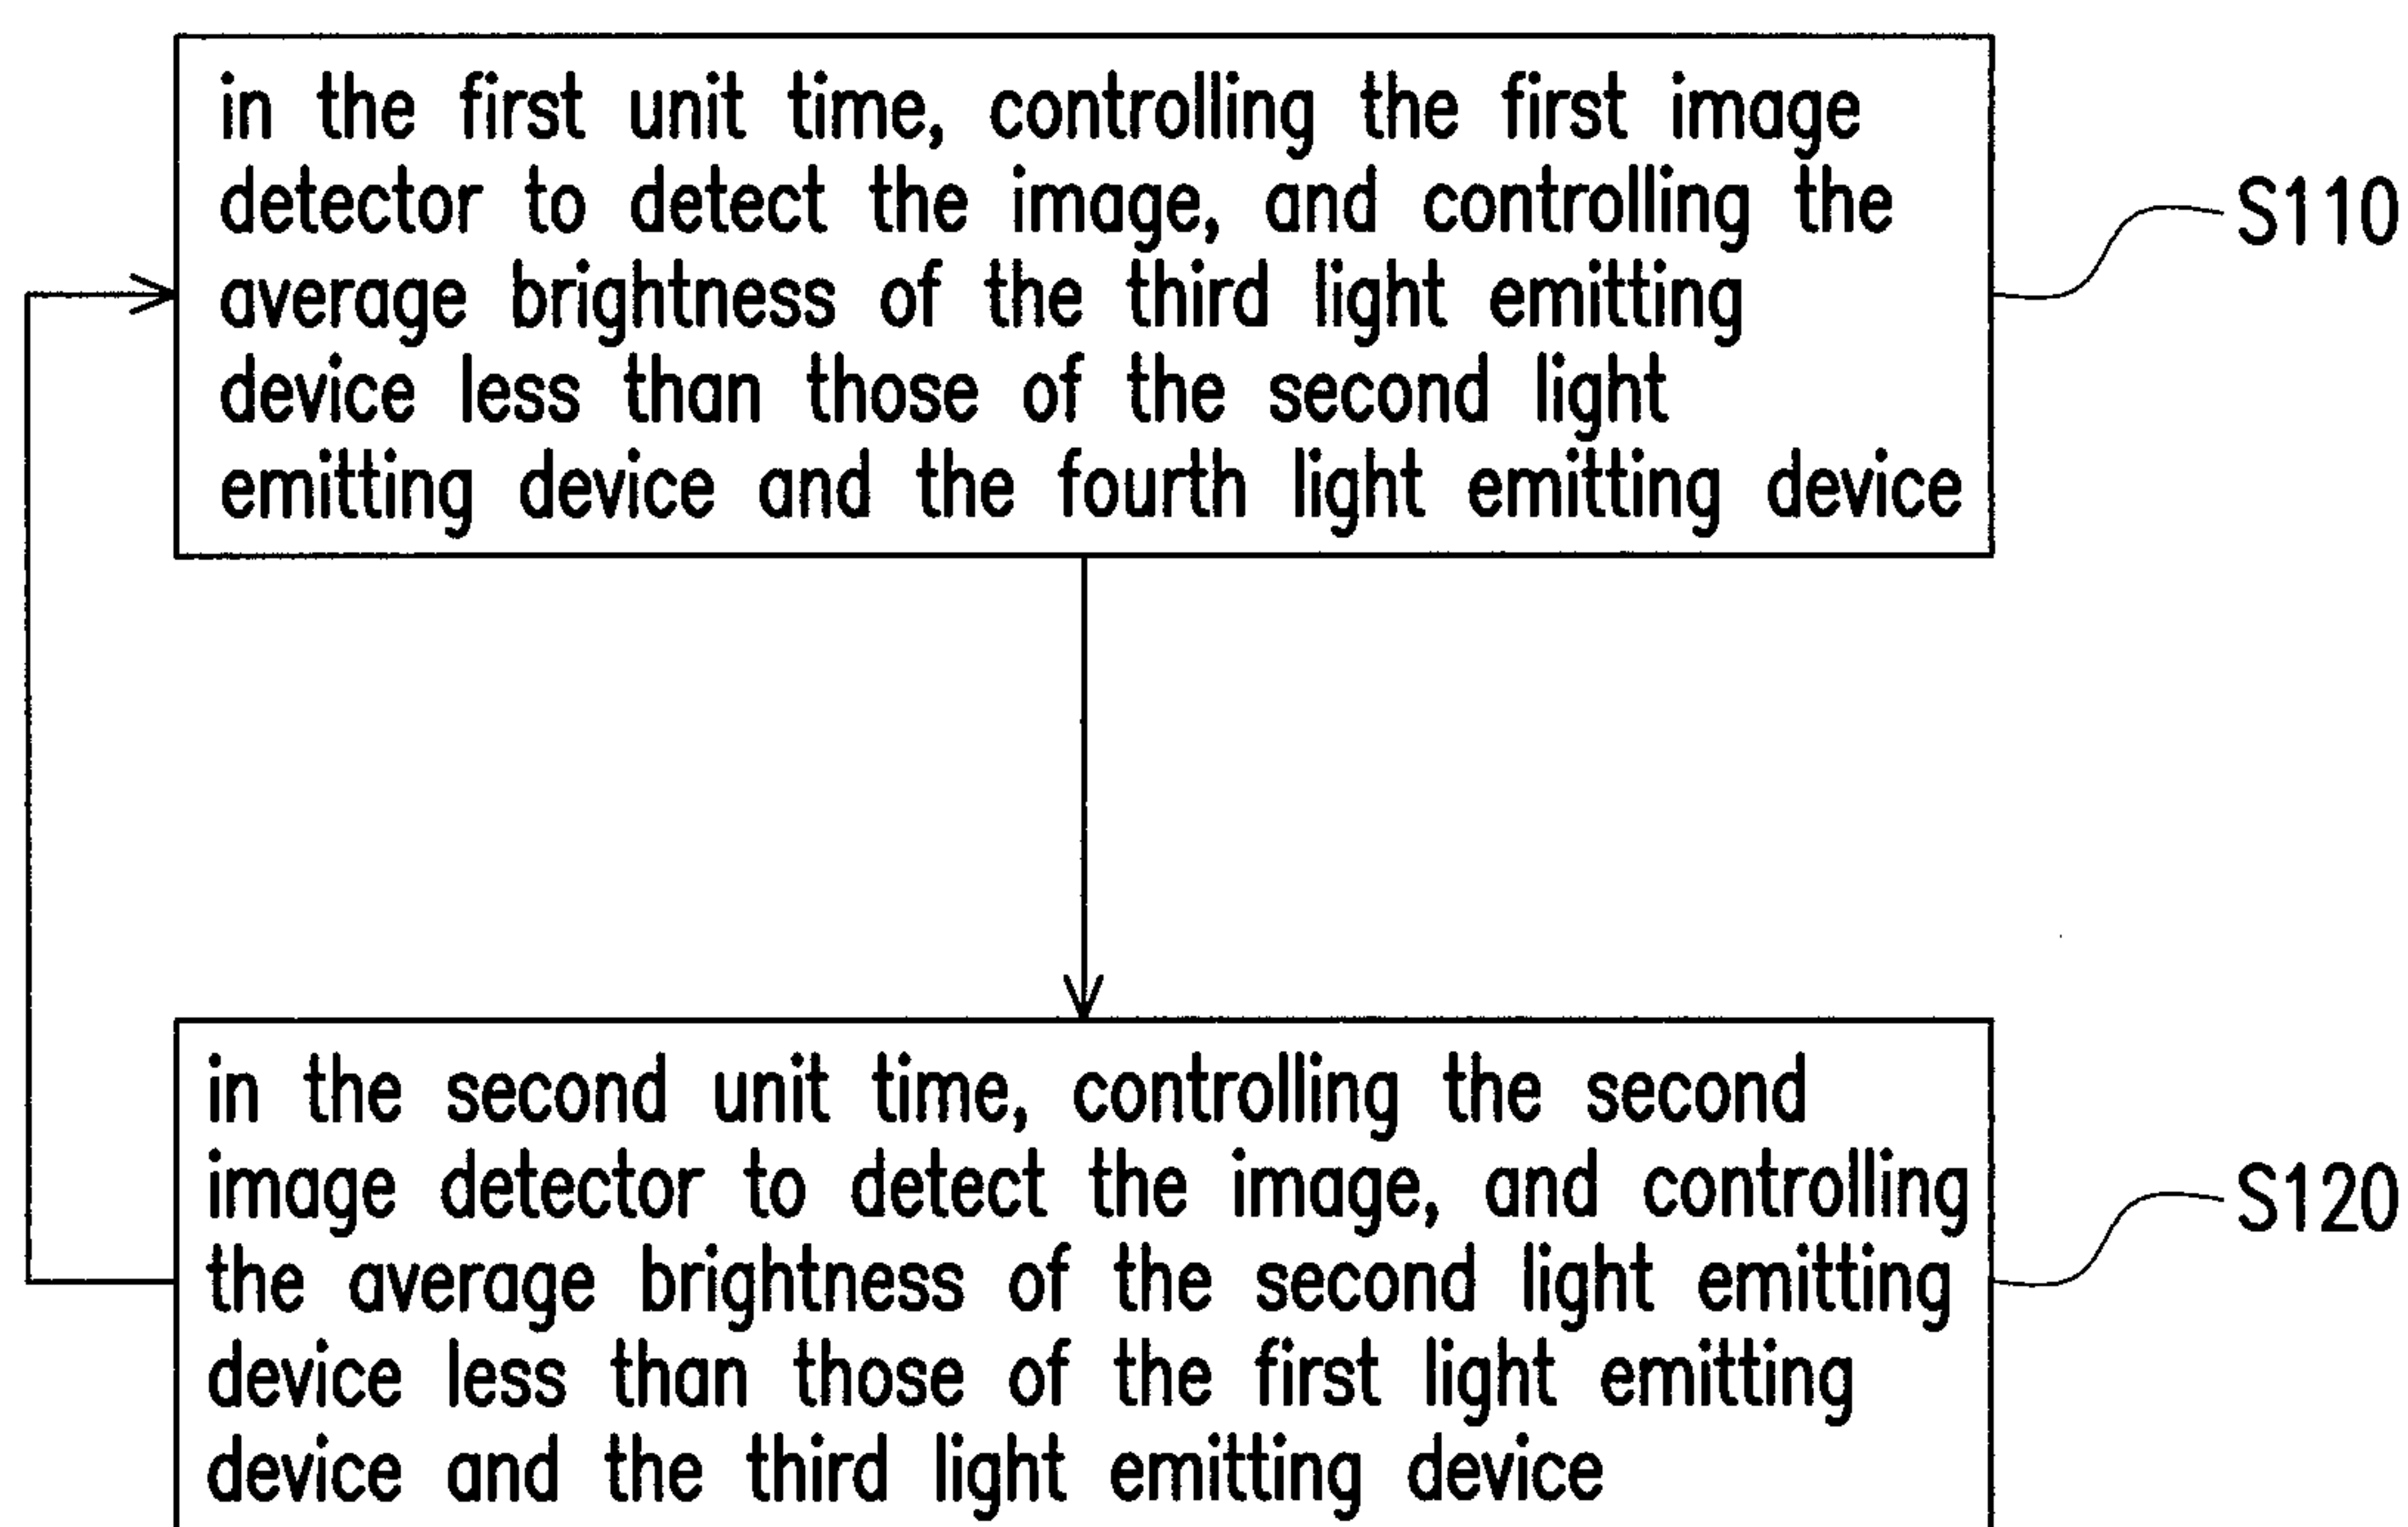 in the first unit time, controlling the first image
detector to detect the image, and controlling the
average brightness of the third light emitting
device less than those of the second light
emitting device and the fourth light emitting device
S110
in the second unit time, controlling the second
image detector to detect the image, and controlling
the average brightness of the second light emitting
device less than those of the first light emitting
device and the third light emitting device
S120